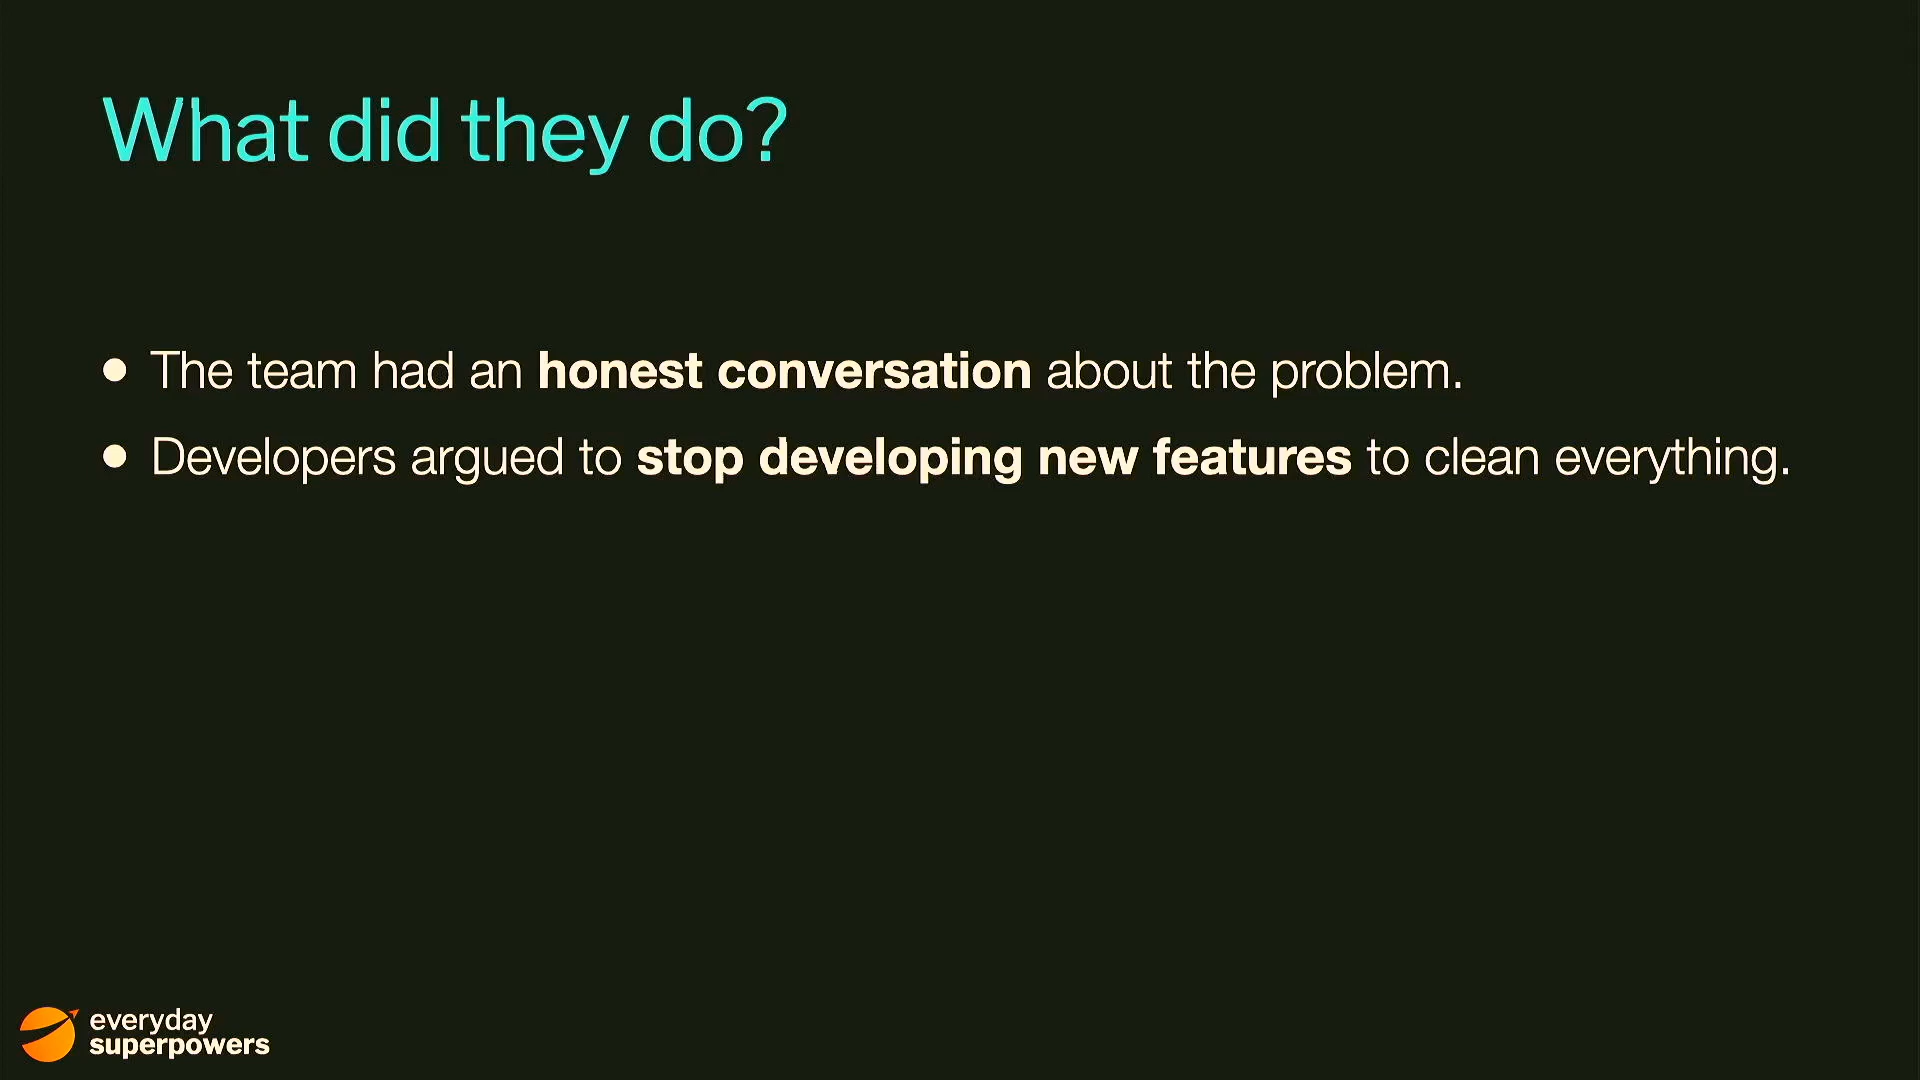 What did they do?
● The team had an honest conversation about the problem.
● Developers argued to stop developing new features to clean everything.
everyday
superpowers